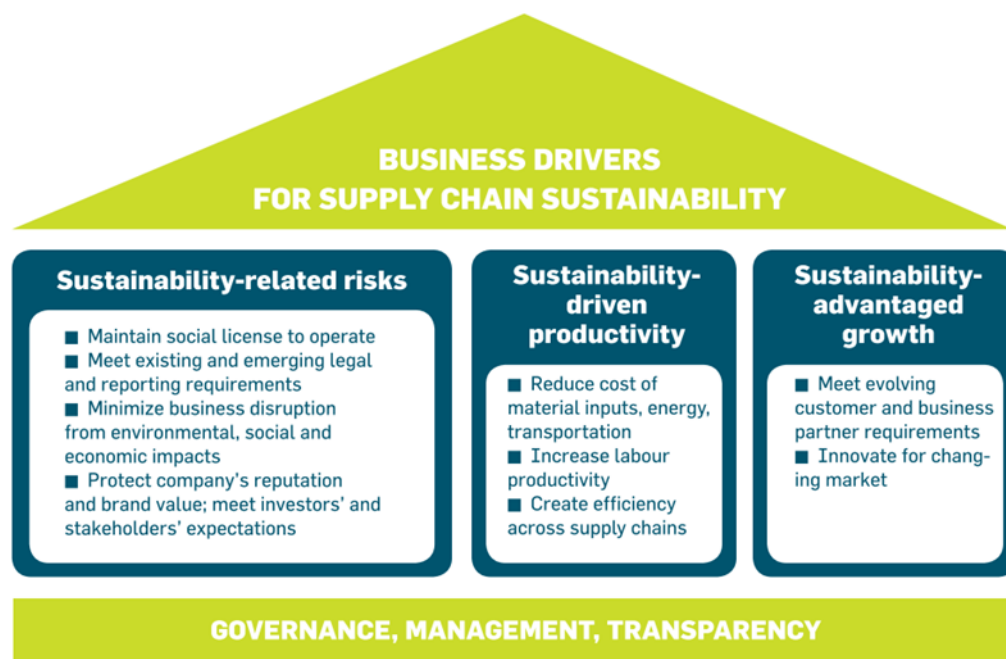 BUSINESS DRIVERS
FOR SUPPLY CHAIN SUSTAINABILITY
Sustainability-related risks
■ Maintain social license to operate
■ Meet existing and emerging legal
and reporting requirements
■ Minimize business disruption
from environmental, social and
economic impacts
■ Protect company's reputation
and brand value; meet investors' and
stakeholders' expectations
Sustainability-
driven
productivity
■ Reduce cost of
material inputs, energy,
transportation
■ Increase labour
productivity
■ Create efficiency
across supply chains
Sustainability-
advantaged
growth
■ Meet evolving
customer and business
partner requirements
■ Innovate for chang-
ing market
GOVERNANCE, MANAGEMENT, TRANSPARENCY